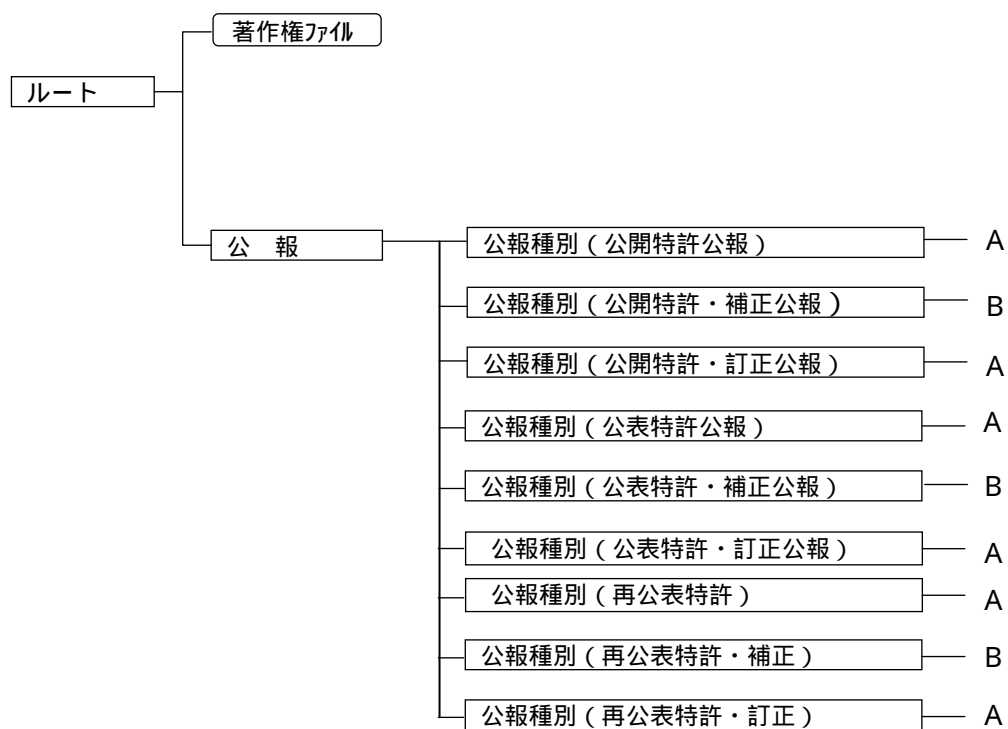 著作権ファイル
ルート
公　報
公報種別（公開特許公報） A
公報種別（公開特許・補正公報） B
公報種別（公開特許・訂正公報） A
公報種別（公表特許公報） A
公報種別（公表特許・補正公報） B
公報種別（公表特許・訂正公報） A
公報種別（再公表特許） A
公報種別（再公表特許・補正） B
公報種別（再公表特許・訂正） A